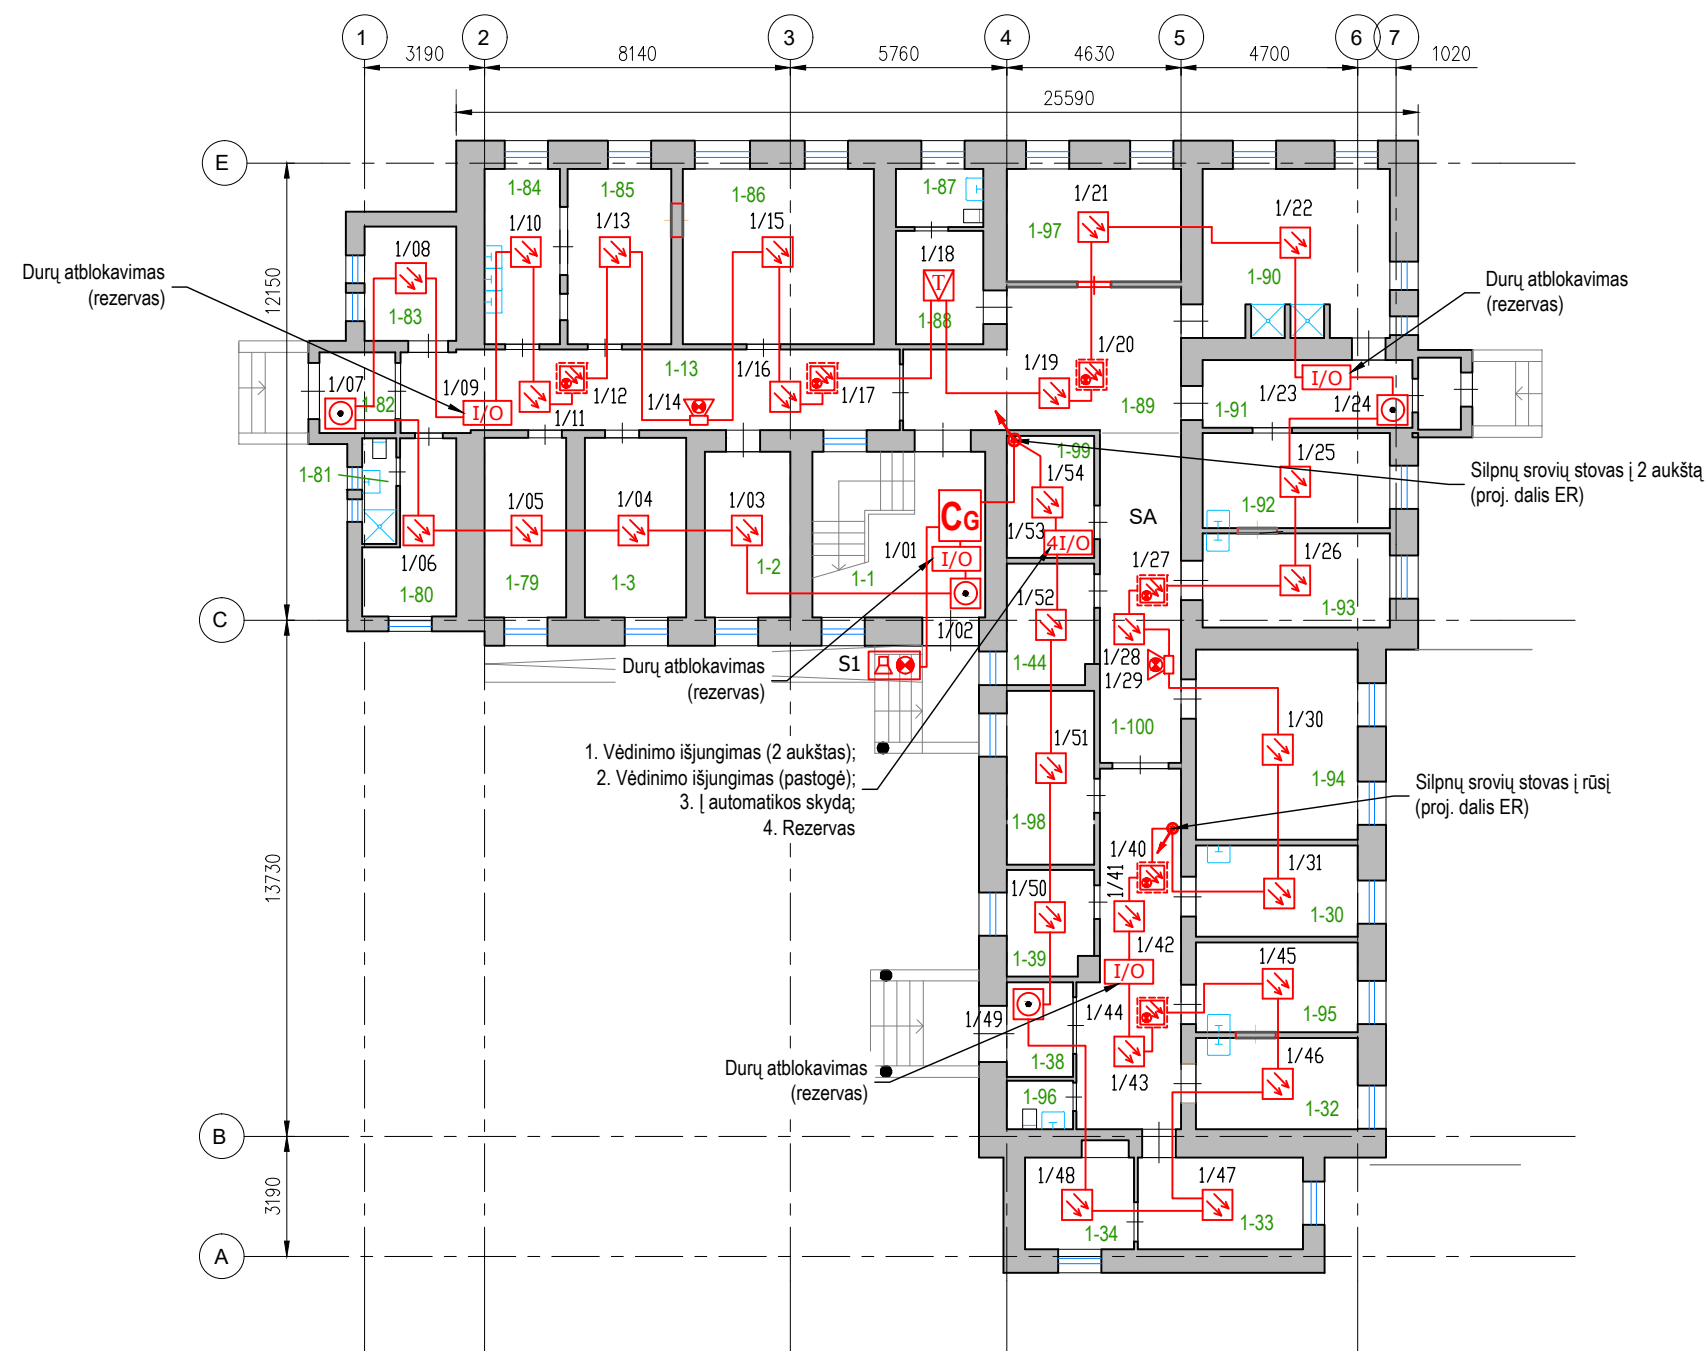 1 2 3 4 5 6 7
3190 8140 5760 4630 4700 1020
25590
E
12150
C
13730
B
3190
A
1-84 1-85 1-86 1-87
1/10 1/13 1/15 1/18 1/21 1/22
1-97 1-90
1/08
1-83
T
1-88
Durų atblokavimas
(rezervas)
Durų atblokavimas
(rezervas)
1/07
1-82
1/09
I/O
1/11
1/12
1-13
1/14
1/16
1/17
1/19
1/20
1-89
1/23
I/O
1/24
1-91
1-81
1/06
1-80
1/05
1-79
1/04
1-3
1/03
1-2
1/01
CG
I/O
1-1
1/02
S1
1-99
1/54
1/53
4I/O
SA
1/25
1-92
Silpnų srovių stovas į 2 aukštą
(proj. dalis ER)
1/26
1-93
1/27
1/28
1/29
1/52
1-44
Durų atblokavimas
(rezervas)
1-100
1/30
1-94
1. Vėdinimo išjungimas (2 aukštas);
2. Vėdinimo išjungimas (pastogė);
3. Į automatikos skydą;
4. Rezervas
1/51
1-98
Silpnų srovių stovas į rūsį
(proj. dalis ER)
1/40
1/41
1/31
1-30
1/50
1-39
1/42
I/O
1/45
1-95
1/49
1/44
1-38
1/43
1/46
1-32
Durų atblokavimas
(rezervas)
1-96
1/48
1-34
1/47
1-33